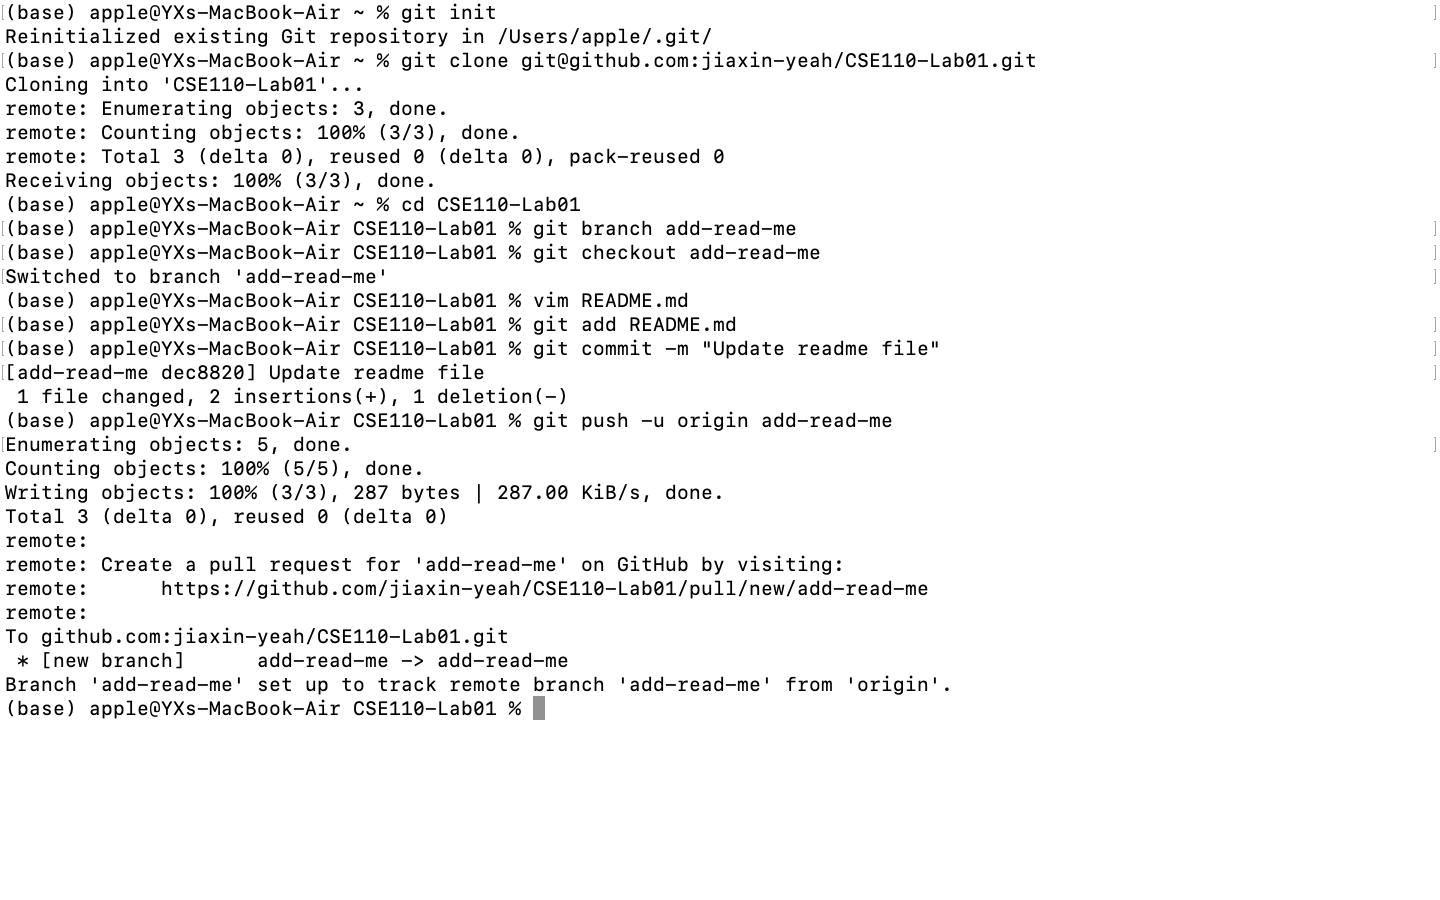 (base) apple@YXs-MacBook-Air ~ % git init
Reinitialized existing Git repository in /Users/apple/.git/
(base) apple@YXs-MacBook-Air ~ % git clone git@github.com:jiaxin-yeah/CSE110-Lab01.git
Cloning into 'CSE110-Lab01'...
remote: Enumerating objects: 3, done.
remote: Counting objects: 100% (3/3), done.
remote: Total 3 (delta 0), reused 0 (delta 0), pack-reused 0
Receiving objects: 100% (3/3), done.
(base) apple@YXs-MacBook-Air ~ % cd CSE110-Lab01
(base) apple@YXs-MacBook-Air CSE110-Lab01 % git branch add-read-me
(base) apple@YXs-MacBook-Air CSE110-Lab01 % git checkout add-read-me
Switched to branch 'add-read-me'
(base) apple@YXs-MacBook-Air CSE110-Lab01 % vim README.md
(base) apple@YXs-MacBook-Air CSE110-Lab01 % git add README.md
(base) apple@YXs-MacBook-Air CSE110-Lab01 % git commit -m "Update readme file"
[add-read-me dec8820] Update readme file
 1 file changed, 2 insertions(+), 1 deletion(-)
(base) apple@YXs-MacBook-Air CSE110-Lab01 % git push -u origin add-read-me
Enumerating objects: 5, done.
Counting objects: 100% (5/5), done.
Writing objects: 100% (3/3), 287 bytes | 287.00 KiB/s, done.
Total 3 (delta 0), reused 0 (delta 0)
remote:
remote: Create a pull request for 'add-read-me' on GitHub by visiting:
remote:      https://github.com/jiaxin-yeah/CSE110-Lab01/pull/new/add-read-me
remote:
To github.com:jiaxin-yeah/CSE110-Lab01.git
 * [new branch]      add-read-me -> add-read-me
Branch 'add-read-me' set up to track remote branch 'add-read-me' from 'origin'.
(base) apple@YXs-MacBook-Air CSE110-Lab01 %